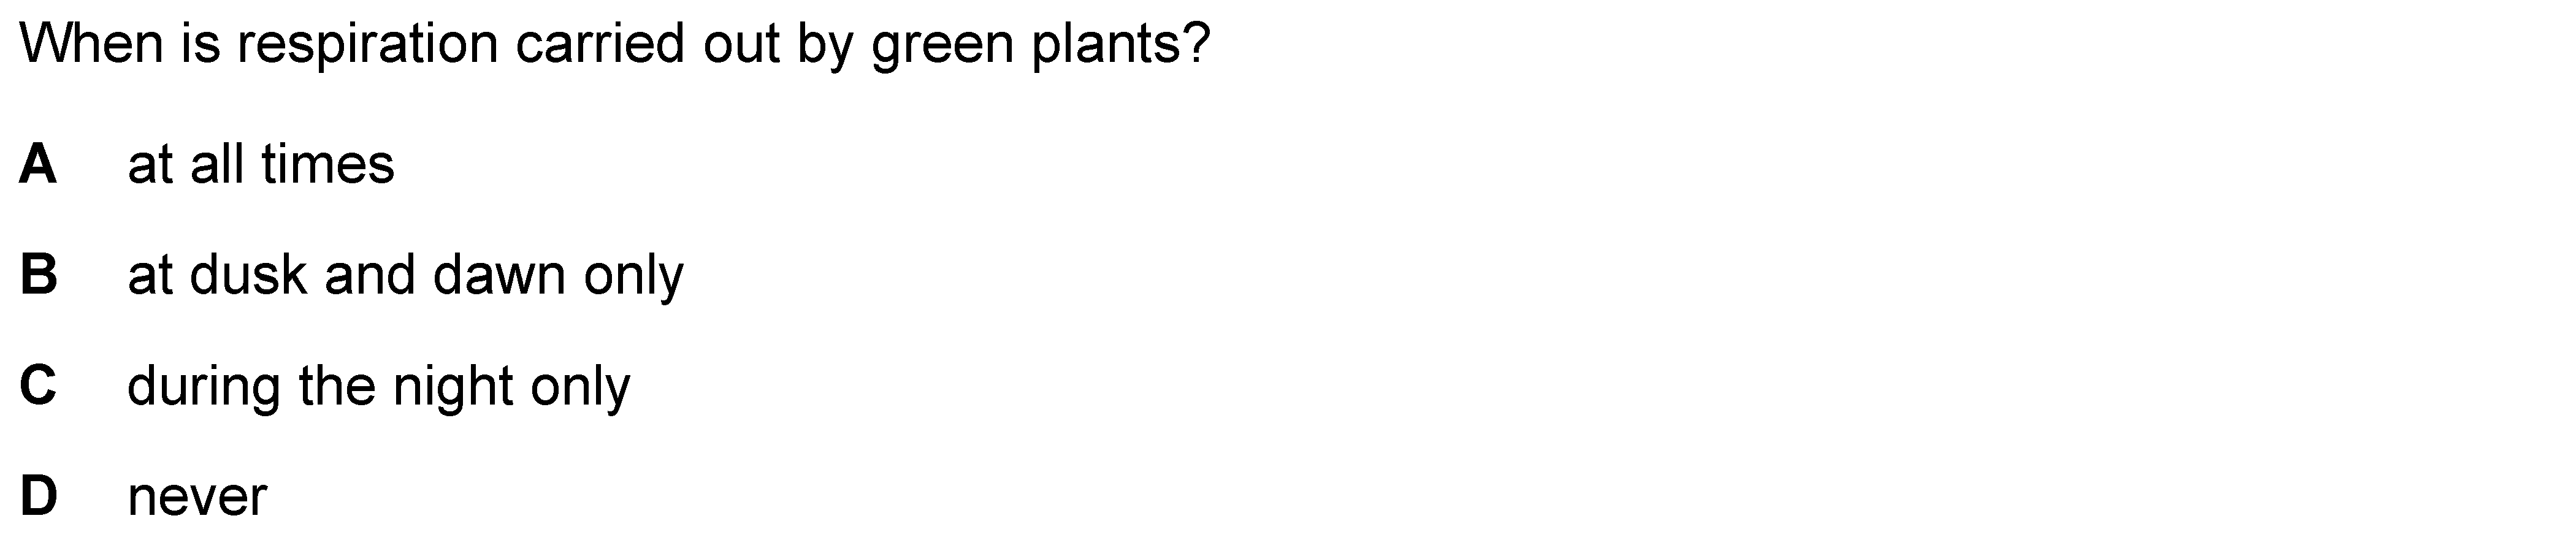 When is respiration carried out by green plants?
A at all times
B at dusk and dawn only
C during the night only
D never